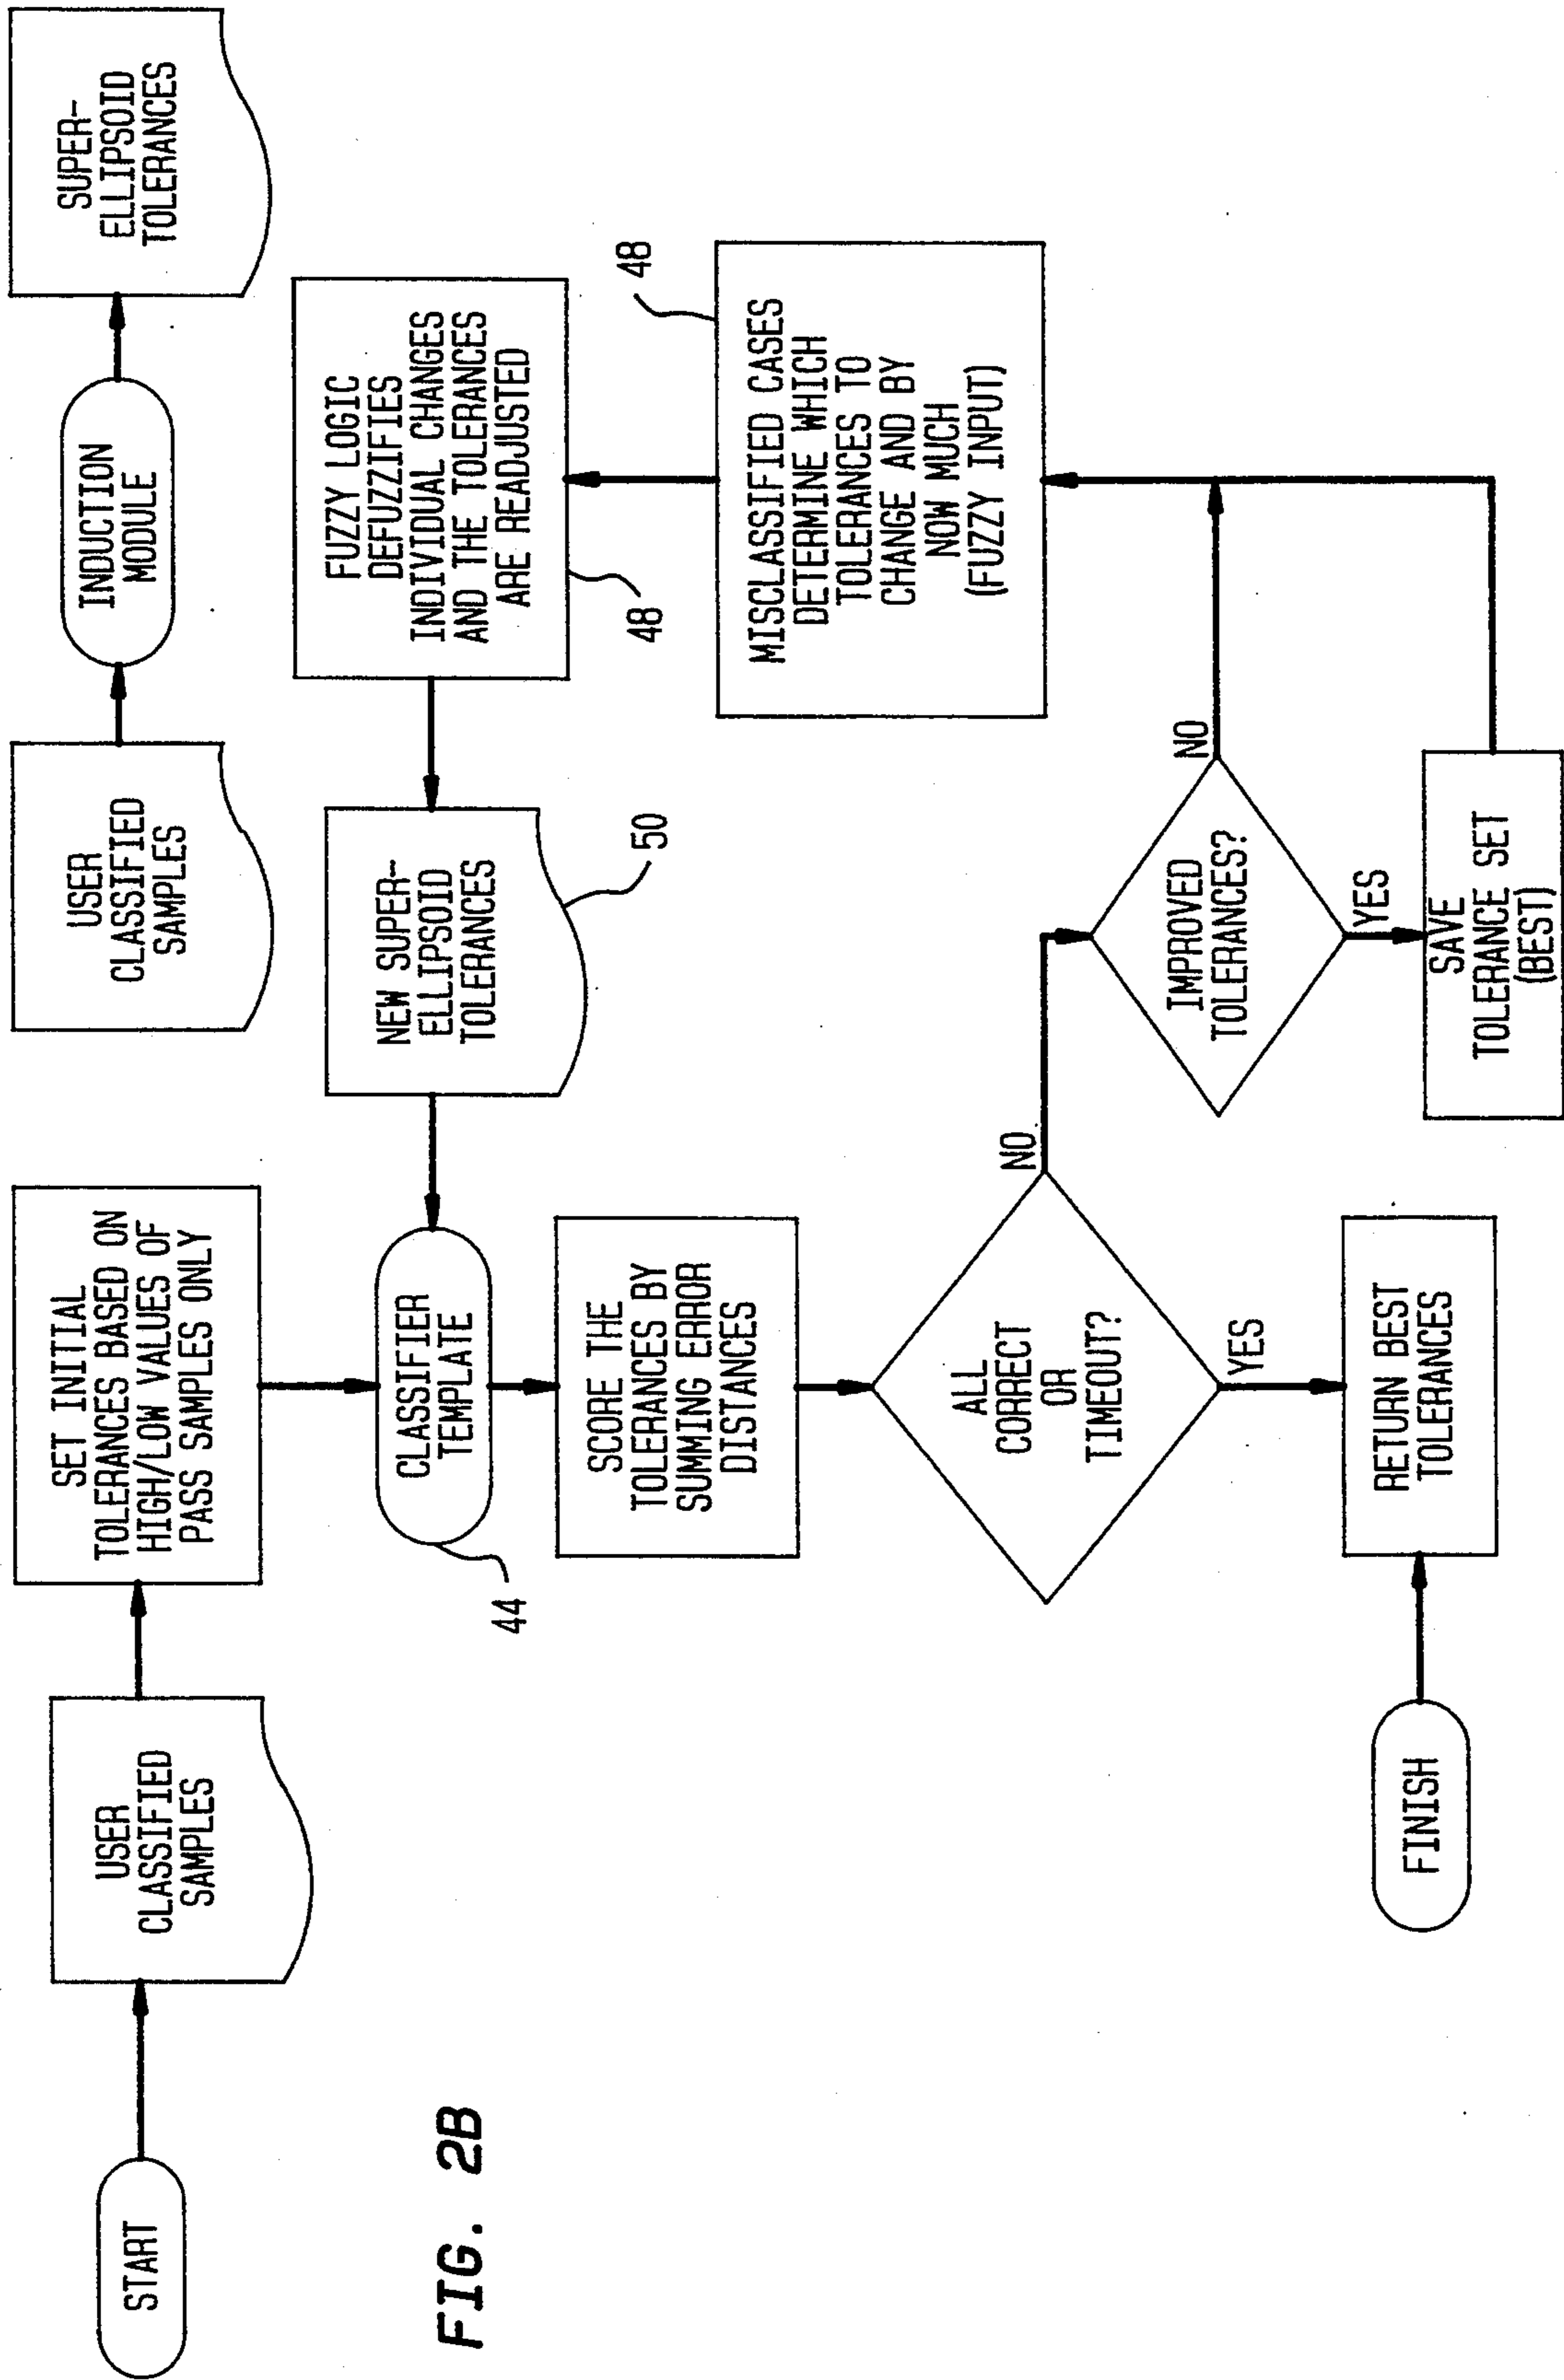 START
USER
CLASSIFIED
SAMPLES
SET INITIAL
TOLERANCES BASED ON
HIGH/LOW VALUES OF
PASS SAMPLES ONLY
USER
CLASSIFIED
SAMPLES
INDUCTION
MODULE
SUPER-
ELLIPSOID
TOLERANCES
CLASSIFIER
TEMPLATE
44
NEW SUPER-
ELLIPSOID
TOLERANCES
50
FUZZY LOGIC
DEFUZZIFIES
INDIVIDUAL CHANGES
AND THE TOLERANCES
ARE READJUSTED
48
SCORE THE
TOLERANCES BY
SUMMING ERROR
DISTANCES
MISCLASSIFIED CASES
DETERMINE WHICH
TOLERANCES TO
CHANGE AND BY
NOW MUCH
(FUZZY INPUT)
48
ALL
CORRECT
OR
TIMEOUT?
NO
YES
IMPROVED
TOLERANCES?
NO
YES
SAVE
TOLERANCE SET
(BEST)
RETURN BEST
TOLERANCES
FINISH
FIG. 2B